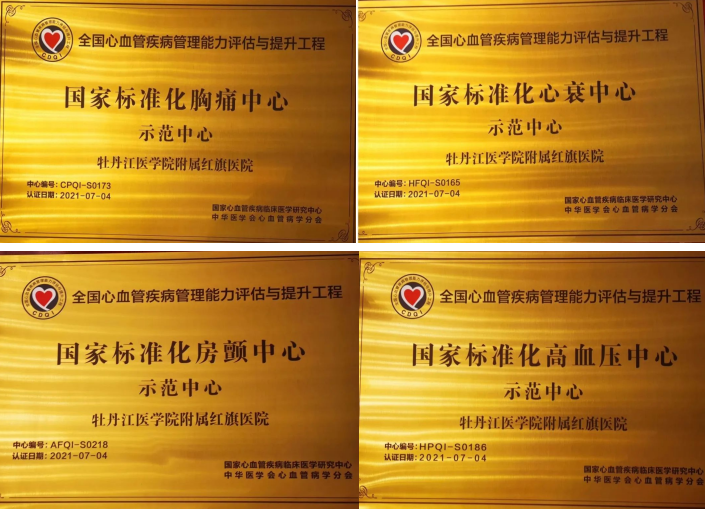 全国心血管疾病管理能力评估与提升工程
CDQI
国家标准化胸痛中心
示范中心
牡丹江医学院附属红旗医院
中心编号:CPQI-S0173
认证日期:2021-07-04
国家心血管疾病临床医学研究中心
中华医学会心血管病学分会
全国心血管疾病管理能力评估与提升工程
CDQI
国家标准化心衰中心
示范中心
牡丹江医学院附属红旗医院
中心编号:HFQI-S0165
认证日期:2021-07-04
国家心血管疾病临床医学研究中心
中华医学会心血管病学分会
全国心血管疾病管理能力评估与提升工程
CDQI
国家标准化房颤中心
示范中心
牡丹江医学院附属红旗医院
中心编号:AFQI-S0218
认证日期:2021-07-04
国家心血管疾病临床医学研究中心
中华医学会心血管病学分会
全国心血管疾病管理能力评估与提升工程
CDQI
国家标准化高血压中心
示范中心
牡丹江医学院附属红旗医院
中心编号:HPQI-S0186
认证日期:2021-07-04
国家心血管疾病临床医学研究中心
中华医学会心血管病学分会